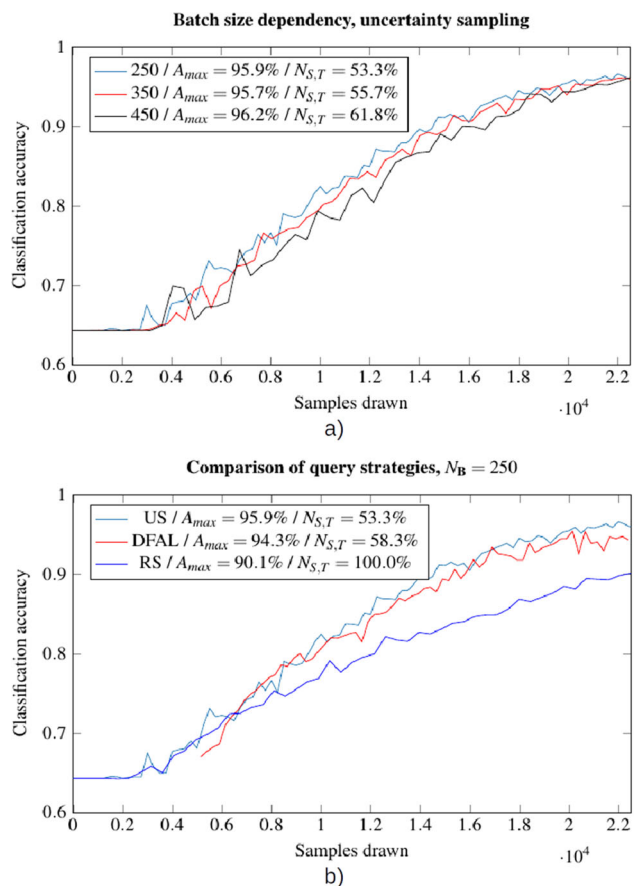 Batch size dependency, uncertainty sampling
1
250 / A_max = 95.9% / N_S,T = 53.3%
350 / A_max = 95.7% / N_S,T = 55.7%
450 / A_max = 96.2% / N_S,T = 61.8%
0.9
0.8
0.7
0.6
Classification accuracy
0 0.2 0.4 0.6 0.8 1 1.2 1.4 1.6 1.8 2 2.2
Samples drawn
·10^4
a)
Comparison of query strategies, N_B = 250
1
US / A_max = 95.9% / N_S,T = 53.3%
DFAL / A_max = 94.3% / N_S,T = 58.3%
RS / A_max = 90.1% / N_S,T = 100.0%
0.9
0.8
0.7
0.6
Classification accuracy
0 0.2 0.4 0.6 0.8 1 1.2 1.4 1.6 1.8 2 2.2
Samples drawn
·10^4
b)